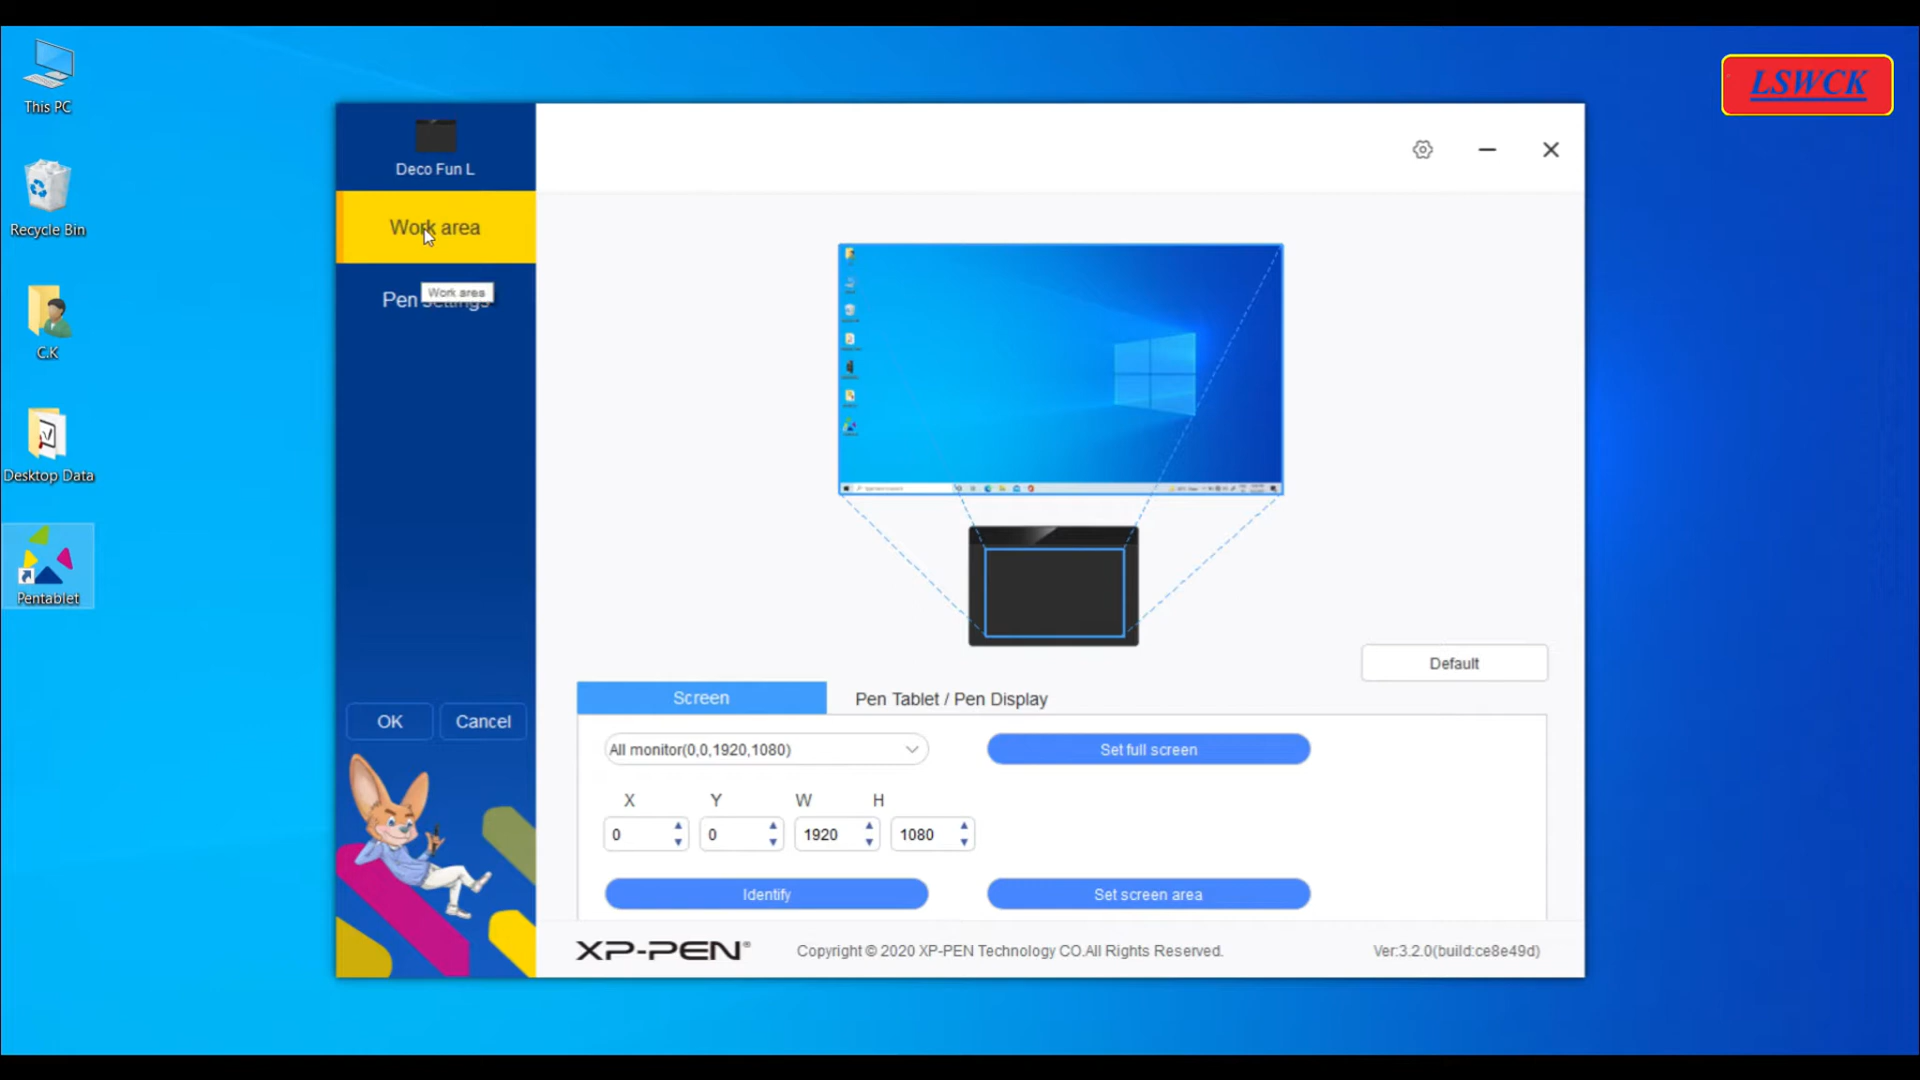 This PC
Recycle Bin
C.K
Desktop Data
Pentablet
LSWCK
Deco Fun L
Work area
Pen settings
Work area
OK
Cancel
Default
Screen
Pen Tablet / Pen Display
All monitor(0,0,1920,1080)
Set full screen
X Y W H
0 0 1920 1080
Identify
Set screen area
XP-PEN®
Copyright © 2020 XP-PEN Technology CO.All Rights Reserved.
Ver:3.2.0(build:ce8e49d)